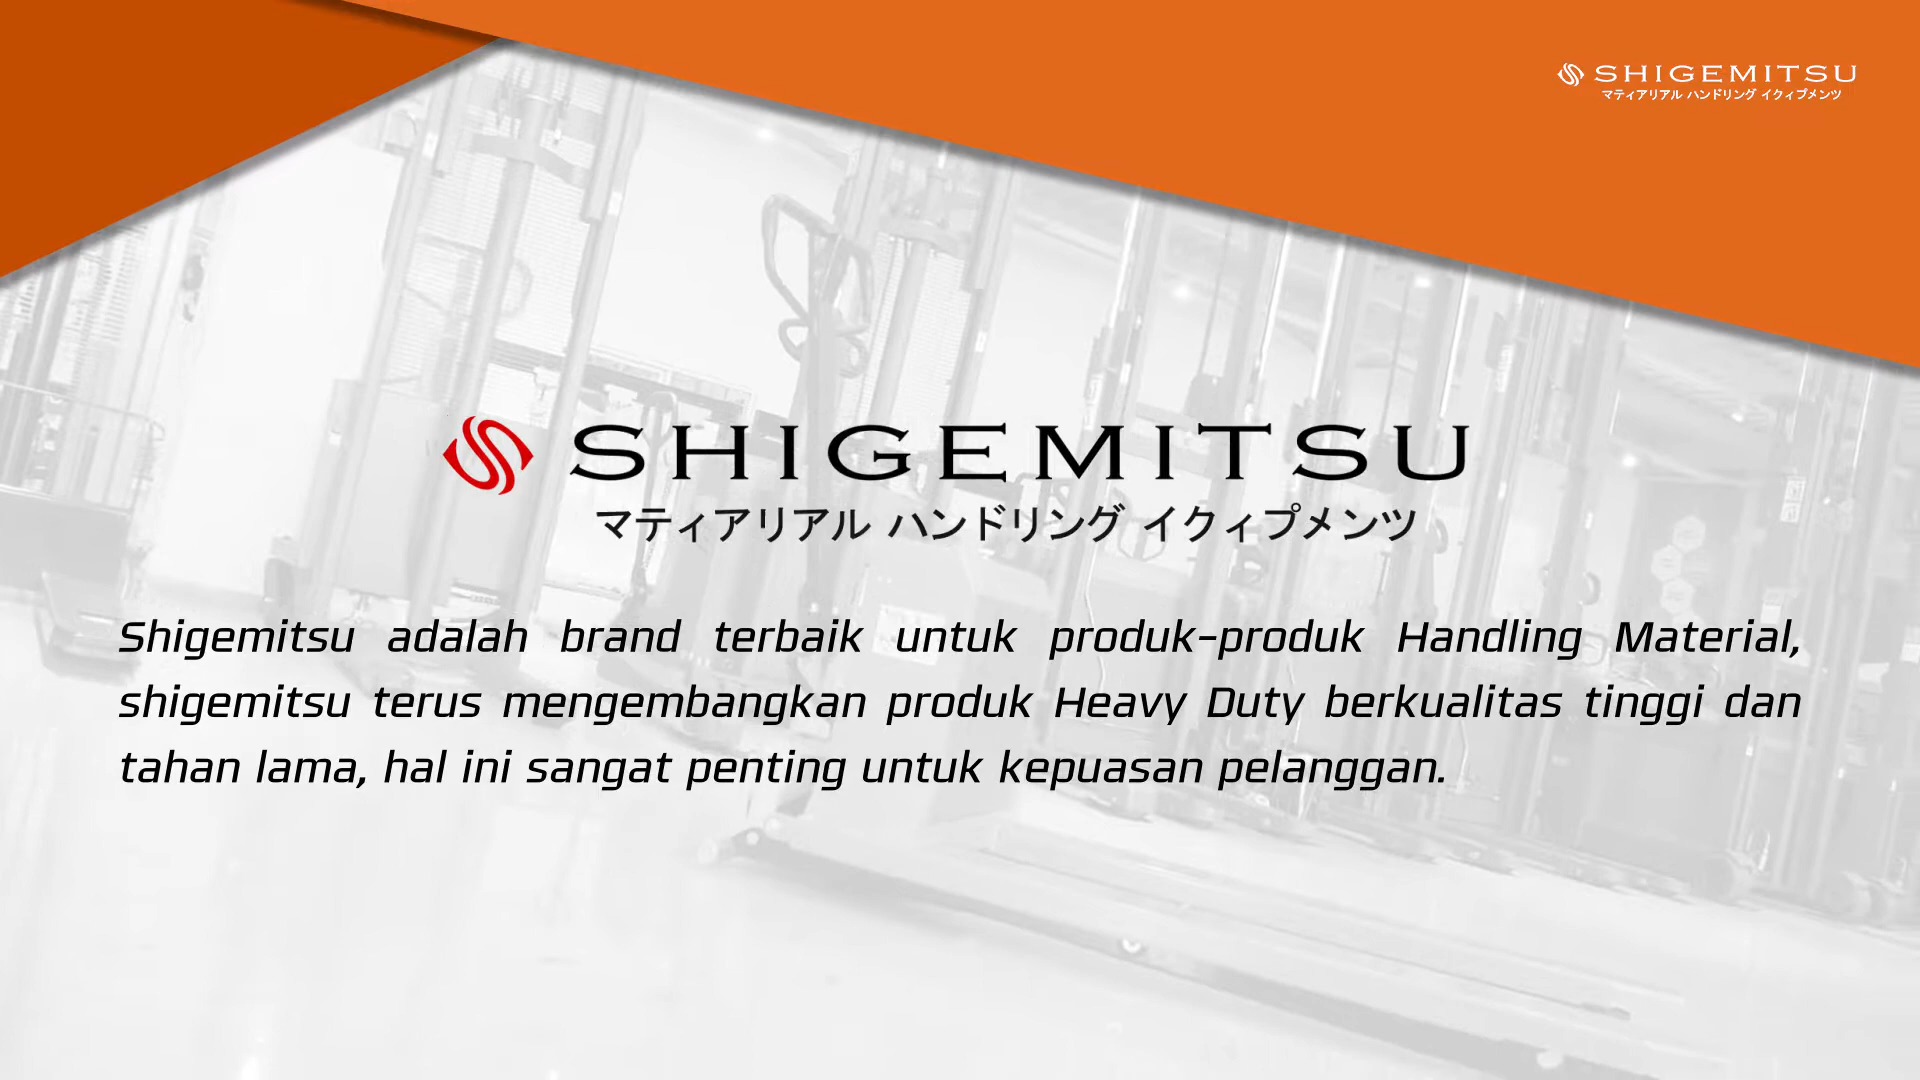 SHIGEMITSU
マティアリアル ハンドリング イクィプメンツ
SHIGEMITSU
マティアリアル ハンドリング イクィプメンツ
Shigemitsu adalah brand terbaik untuk produk-produk Handling Material,
shigemitsu terus mengembangkan produk Heavy Duty berkualitas tinggi dan
tahan lama, hal ini sangat penting untuk kepuasan pelanggan.